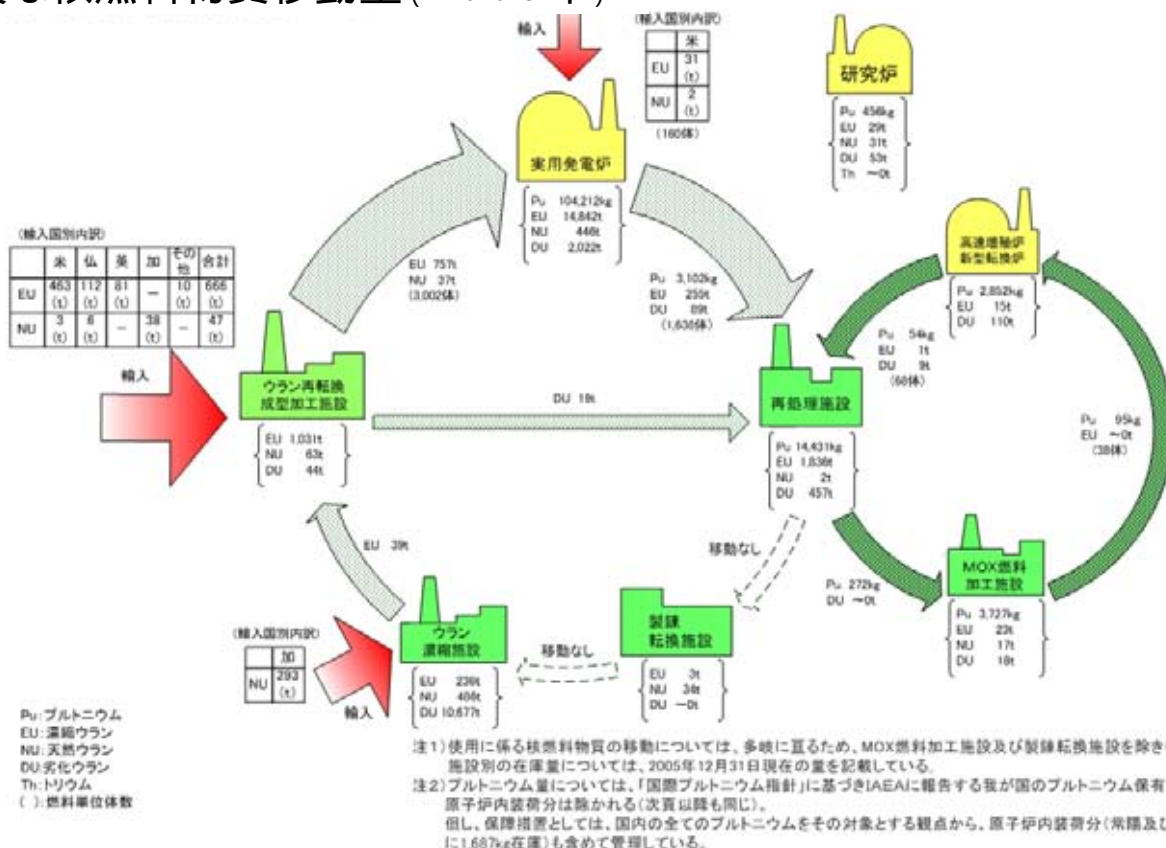 輸入
(輸入国別内訳)
米
EU 31 (t)
NU 2 (t)
(160体)
実用発電炉
Pu 104,212kg
EU 14,842t
NU 446t
DU 2,022t
研究炉
Pu 456kg
EU 29t
NU 31t
DU 53t
Th ~0t
(輸入国別内訳)
米 仏 英 加 その他 合計
EU 463 (t) 112 (t) 81 (t) - 10 (t) 666 (t)
NU 3 (t) 6 (t) - 38 (t) - 47 (t)
輸入
EU 757t
NU 37t
(3,002体)
Pu 3,102kg
EU 255t
DU 89t
高速増殖炉
新型転換炉
Pu 2,852kg
EU 15t
DU 110t
Pu 54kg
EU 1t
DU 9t
ウラン再転換
成型加工施設
EU 1,031t
NU 63t
DU 44t
DU 19t
再処理施設
Pu 14,431kg
NU 2t
DU 457t
Pu 95kg
EU ~0t
(38体)
EU 39t
移動なし
Pu 272kg
DU ~0t
MOX燃料
加工施設
Pu 3,727kg
EU 23t
NU 17t
DU 18t
(輸入国別内訳)
加
NU 293 (t)
輸入
ウラン
濃縮施設
DU 10,677t
移動なし
製錬
転換施設
EU 3t
DU ~0t
Pu:プルトニウム
EU:濃縮ウラン
NU:天然ウラン
DU:劣化ウラン
Th:トリウム
( ):燃料単位体数
注1)使用に係る核燃料物質の移動については、多岐に亘るため、MOX燃料加工施設及び製錬転換施設を除き
施設別の在庫量については、2005年12月31日現在の量を記載している。
注2)プルトニウム量については、「国際プルトニウム指針」に基づきIAEAに報告する我が国のプルトニウム保有
原子炉内装荷分は除かれる(次頁以降も同じ)。
但し、保障措置としては、国内の全てのプルトニウムをその対象とする観点から、原子炉内装荷分(常陽及び
に1,687kg在庫)も含めて管理している。